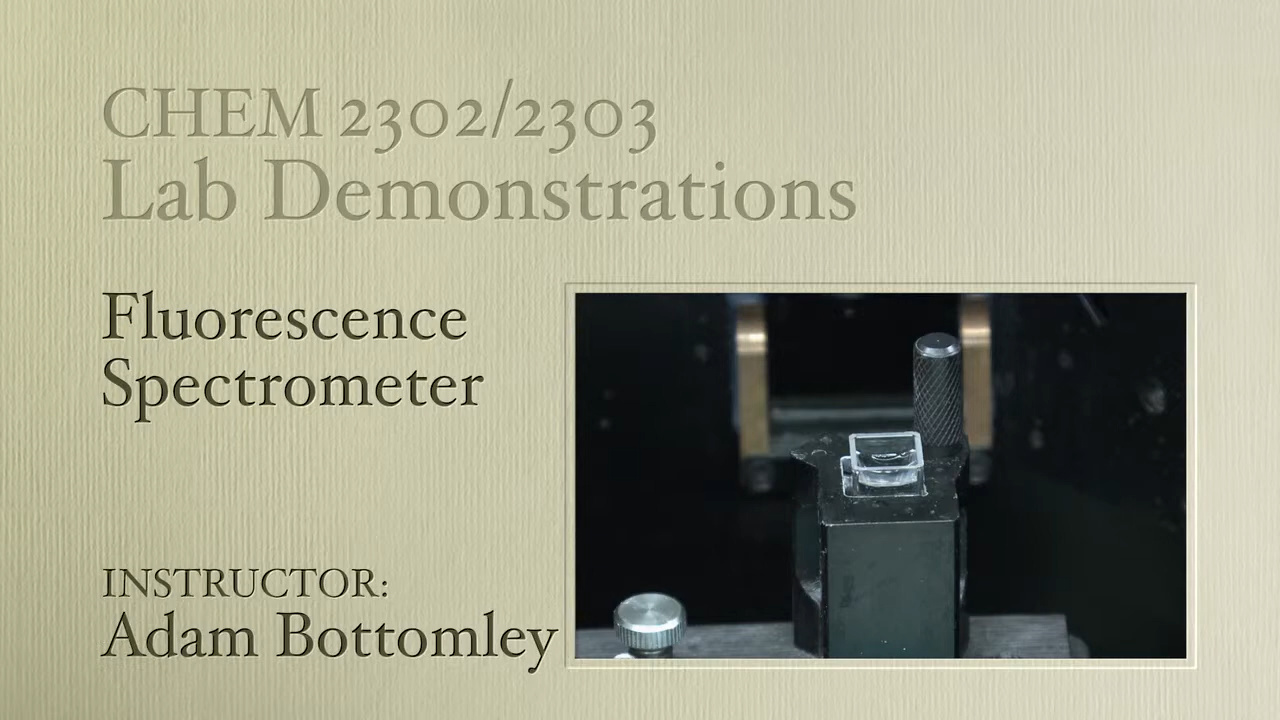 CHEM 2302/2303
Lab Demonstrations
Fluorescence
Spectrometer
INSTRUCTOR:
Adam Bottomley